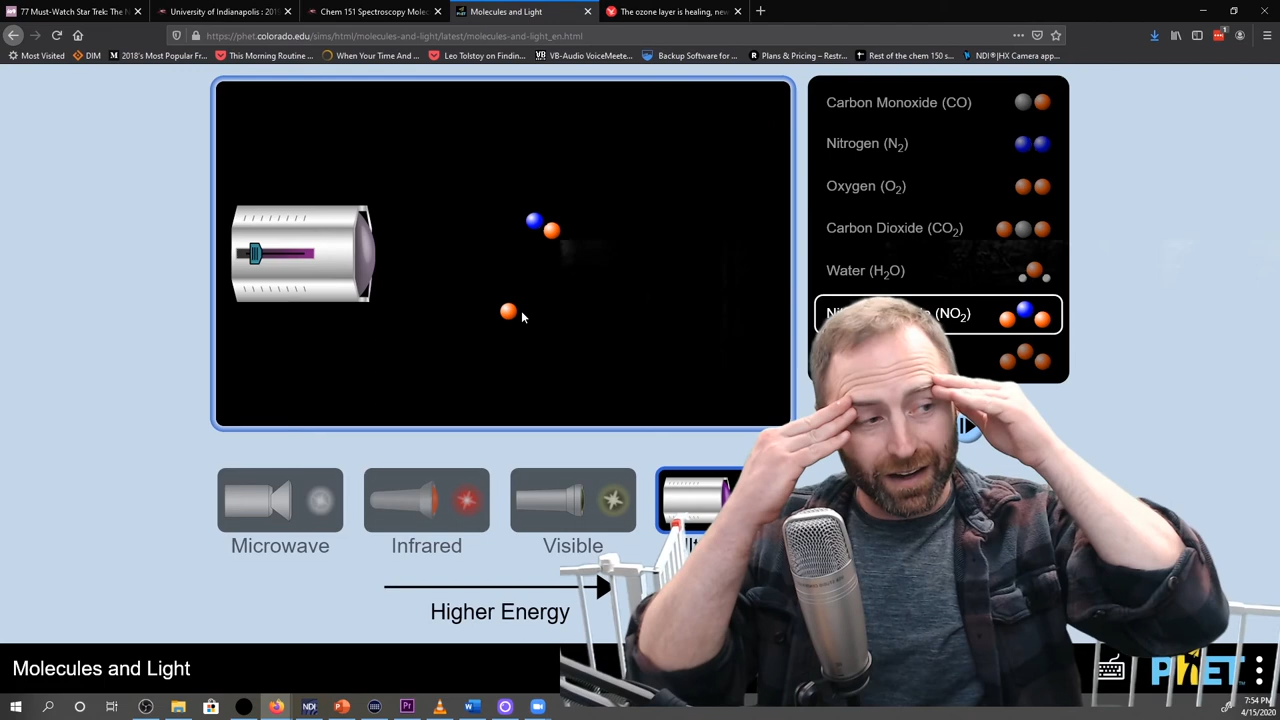 77 Must-Watch Star Trek: The N
University of Indianapolis : 201
Chem 151 Spectroscopy Molec
Molecules and Light
The ozone layer is healing, new
https://phet.colorado.edu/sims/html/molecules-and-light/latest/molecules-and-light_en.html
Most Visited
DIM
2018's Most Popular Fr...
This Morning Routine ...
When Your Time And ...
Leo Tolstoy on Findin...
VB-Audio VoiceMeete...
Backup Software for ...
Plans & Pricing – Restr...
Rest of the chem 150 s...
NDI®|HX Camera app...
Carbon Monoxide (CO)
Nitrogen (N₂)
Oxygen (O₂)
Carbon Dioxide (CO₂)
Water (H₂O)
(NO₂)
Microwave
Infrared
Visible
Higher Energy
Molecules and Light
PhET
7:54 PM
4/15/2020